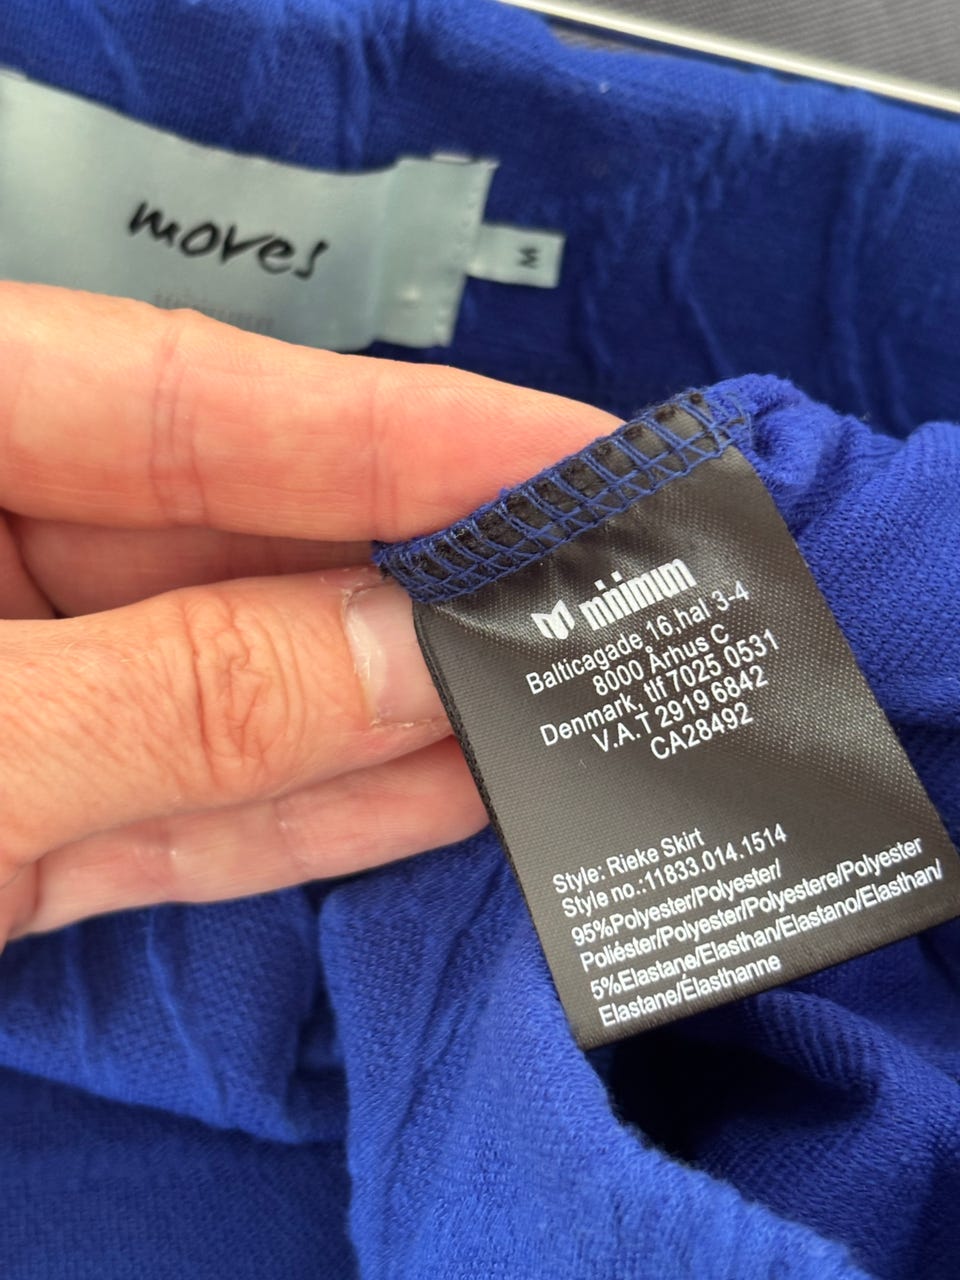 moves
M
minimum
Balticagade 16,hal 3-4
8000 Århus C
Denmark, tlf 7025 0531
V.A.T 2919 6842
CA28492
Style: Rieke Skirt
Style no.:11833.014.1514
95%Polyester/Polyester/
Poliéster/Polyester/Polyestere/Polyester
5%Elastane/Elasthan/Elastano/Elasthan/
Elastane/Élasthanne